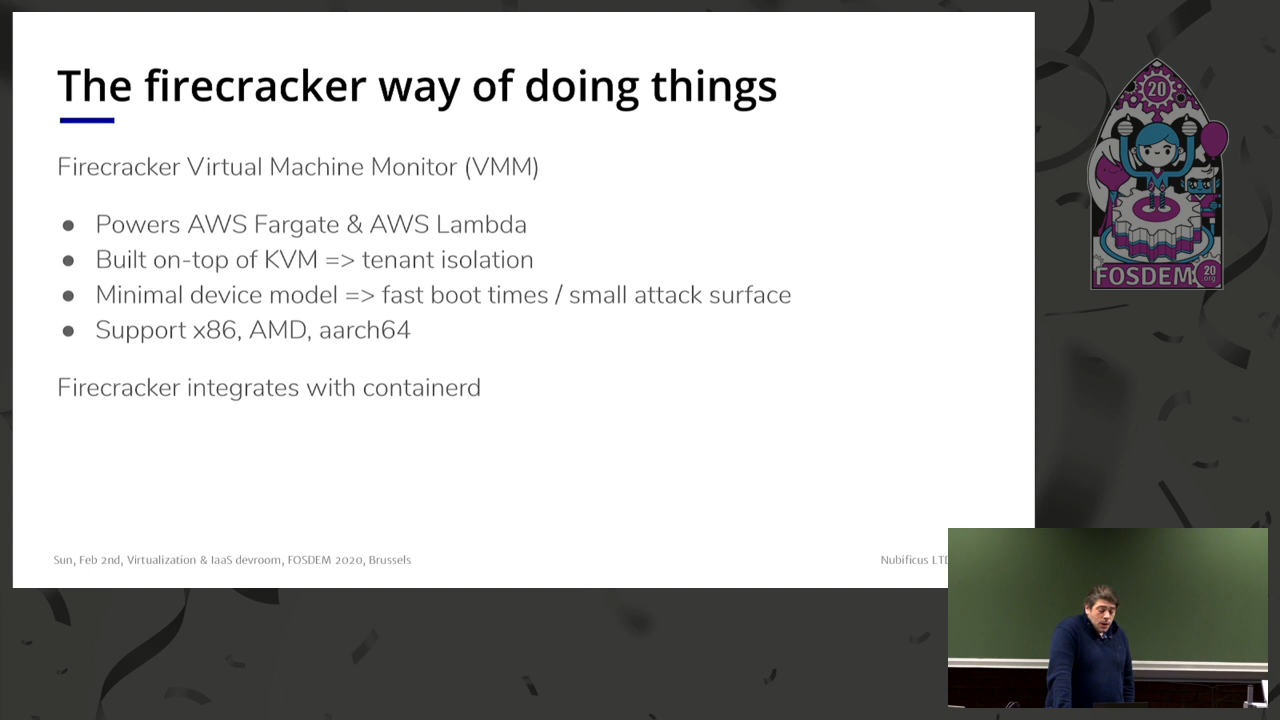 The firecracker way of doing things
Firecracker Virtual Machine Monitor (VMM)
● Powers AWS Fargate & AWS Lambda
● Built on-top of KVM => tenant isolation
● Minimal device model => fast boot times / small attack surface
● Support x86, AMD, aarch64
Firecracker integrates with containerd
Sun, Feb 2nd, Virtualization & IaaS devroom, FOSDEM 2020, Brussels
Nubificus
20
FOSDEM
20
org